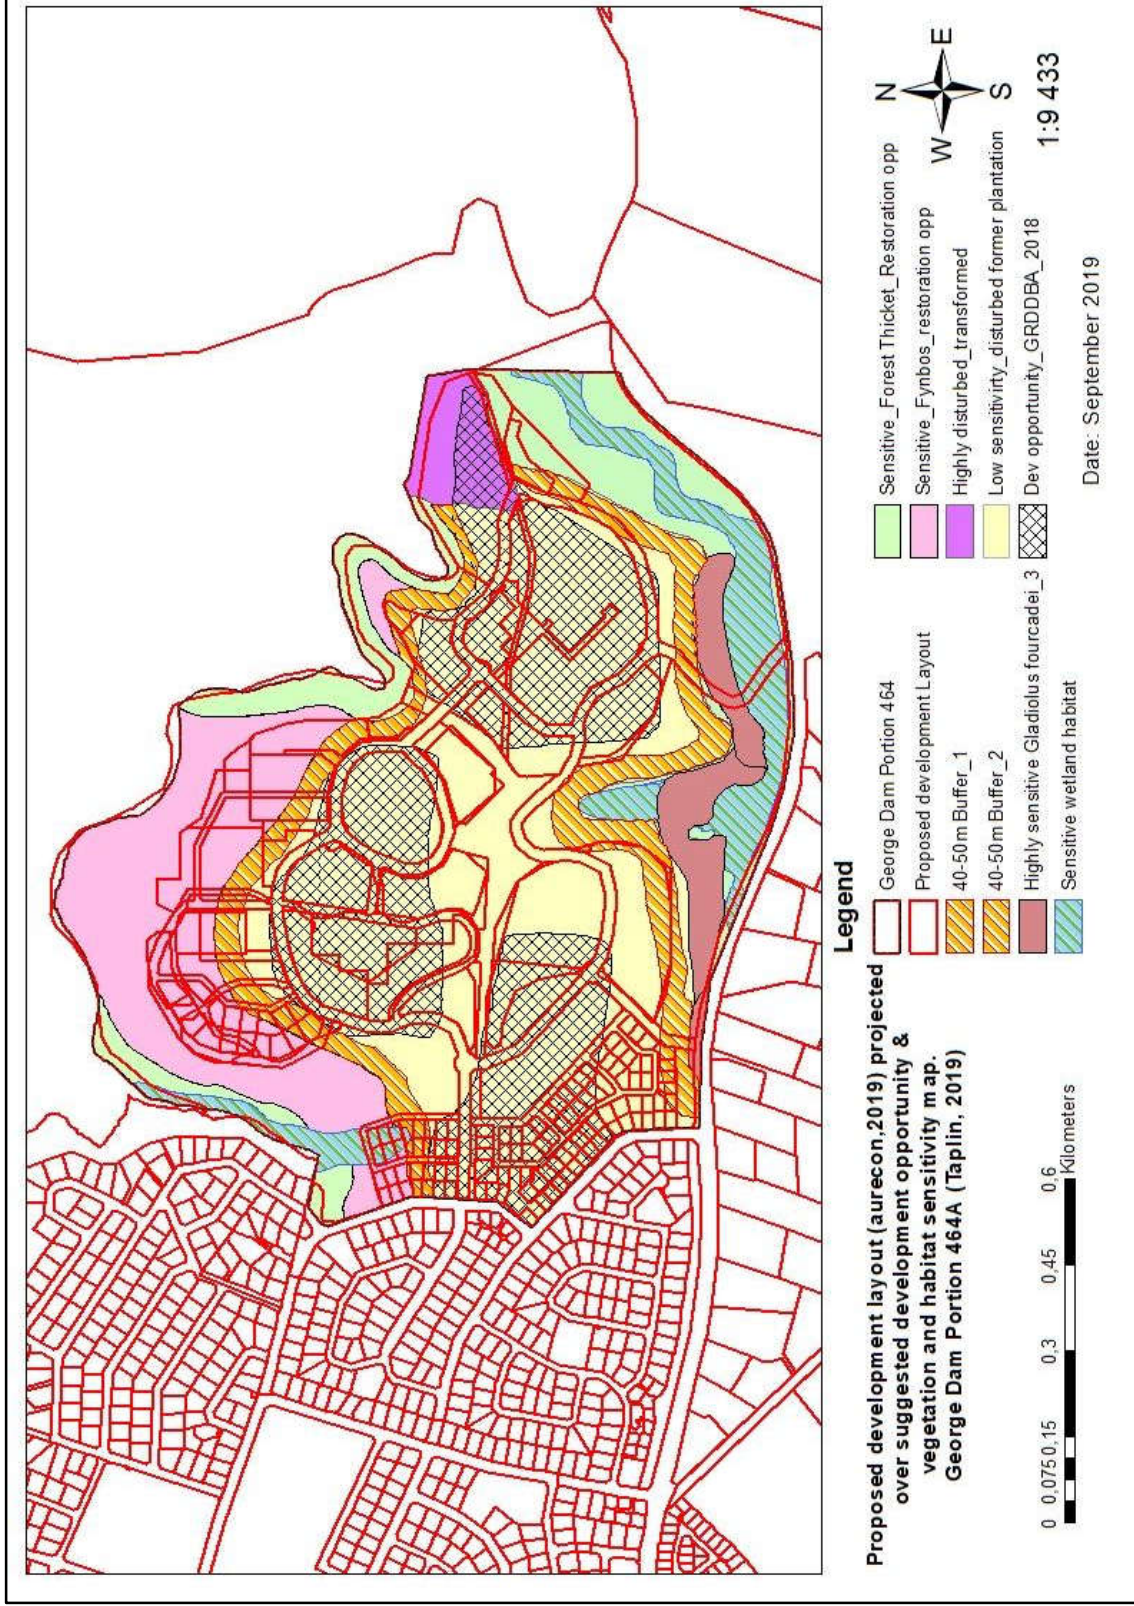 Proposed development layout (aurecon,2019) projected
over suggested development opportunity &
vegetation and habitat sensitivity map.
George Dam Portion 464A (Taplin, 2019)
0 0,075 0,15 0,3 0,45 0,6
Kilometers
Legend
George Dam Portion 464
Proposed development Layout
40-50m Buffer_1
40-50m Buffer_2
Highly sensitive Gladiolus fourcadei_3
Sensitive wetland habitat
Sensitive_Forest Thicket_Restoration opp
Sensitive_Fynbos_restoration opp
Highly disturbed_transformed
Low sensitivirty_disturbed former plantation
Dev opportunity_GRDDBA_2018
N
W
E
S
1:9 433
Date: September 2019